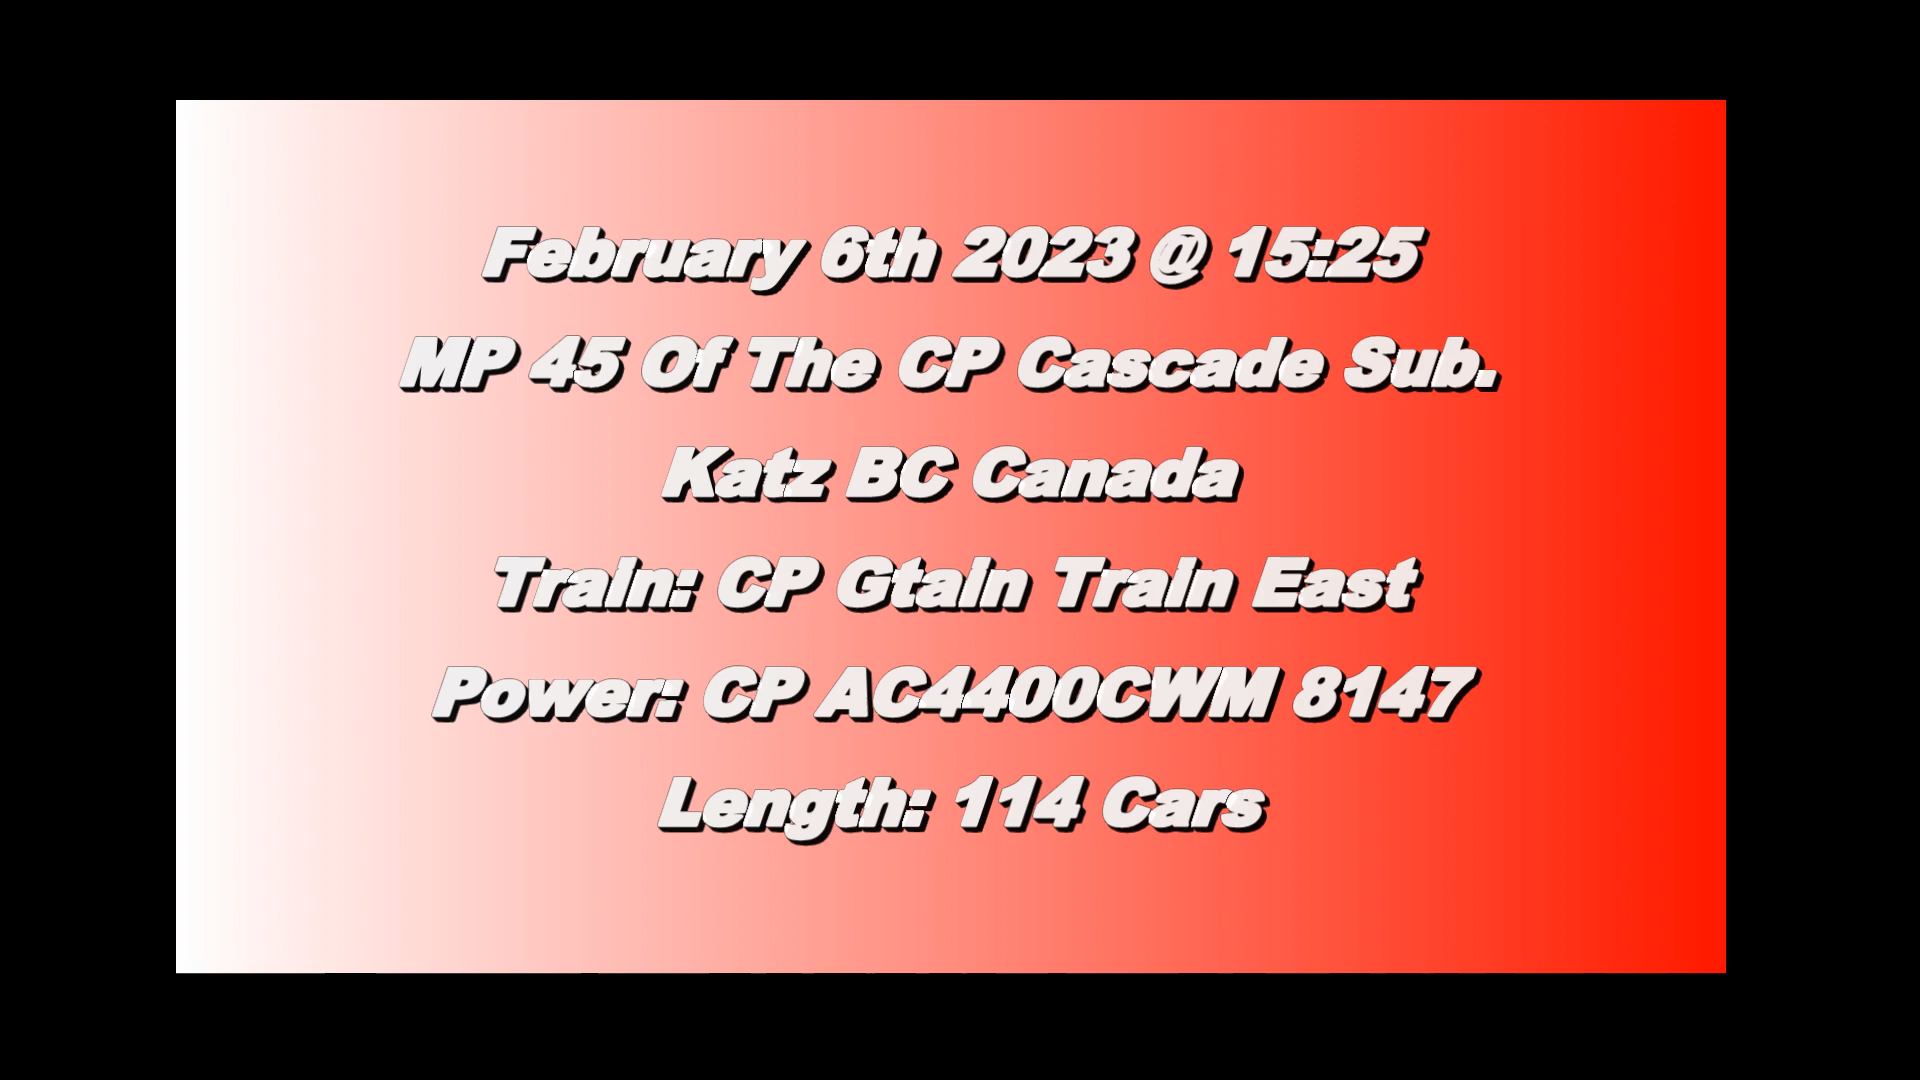 February 6th 2023 @ 15:25
MP 45 Of The CP Cascade Sub.
Katz BC Canada
Train: CP Gtain Train East
Power: CP AC4400CWM 8147
Length: 114 Cars